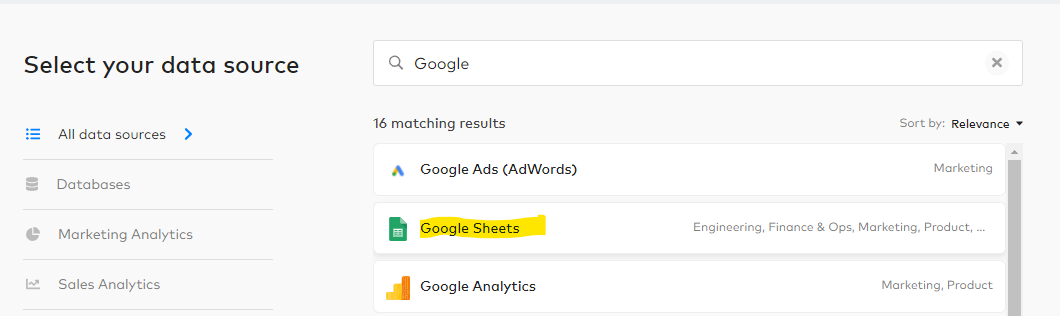 Select your data source
All data sources
Databases
Marketing Analytics
Sales Analytics
Google
16 matching results
Sort by: Relevance
Google Ads (AdWords) Marketing
Google Sheets Engineering, Finance & Ops, Marketing, Product, ...
Google Analytics Marketing, Product